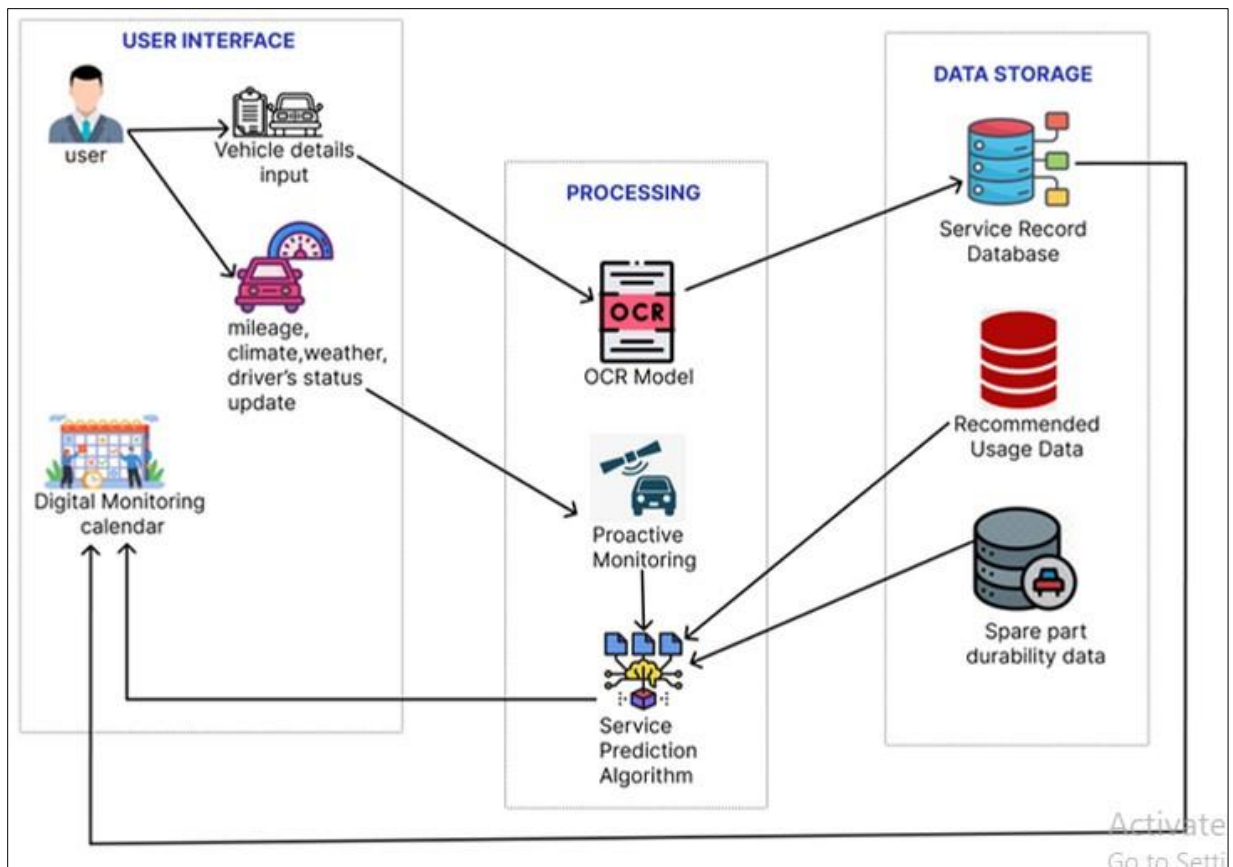 USER INTERFACE
user
Vehicle details
input
mileage,
climate,weather,
driver's status
update
Digital Monitoring
calendar
PROCESSING
OCR
OCR Model
Proactive
Monitoring
Service
Prediction
Algorithm
DATA STORAGE
Service Record
Database
Recommended
Usage Data
Spare part
durability data
Activate
Go to Setti